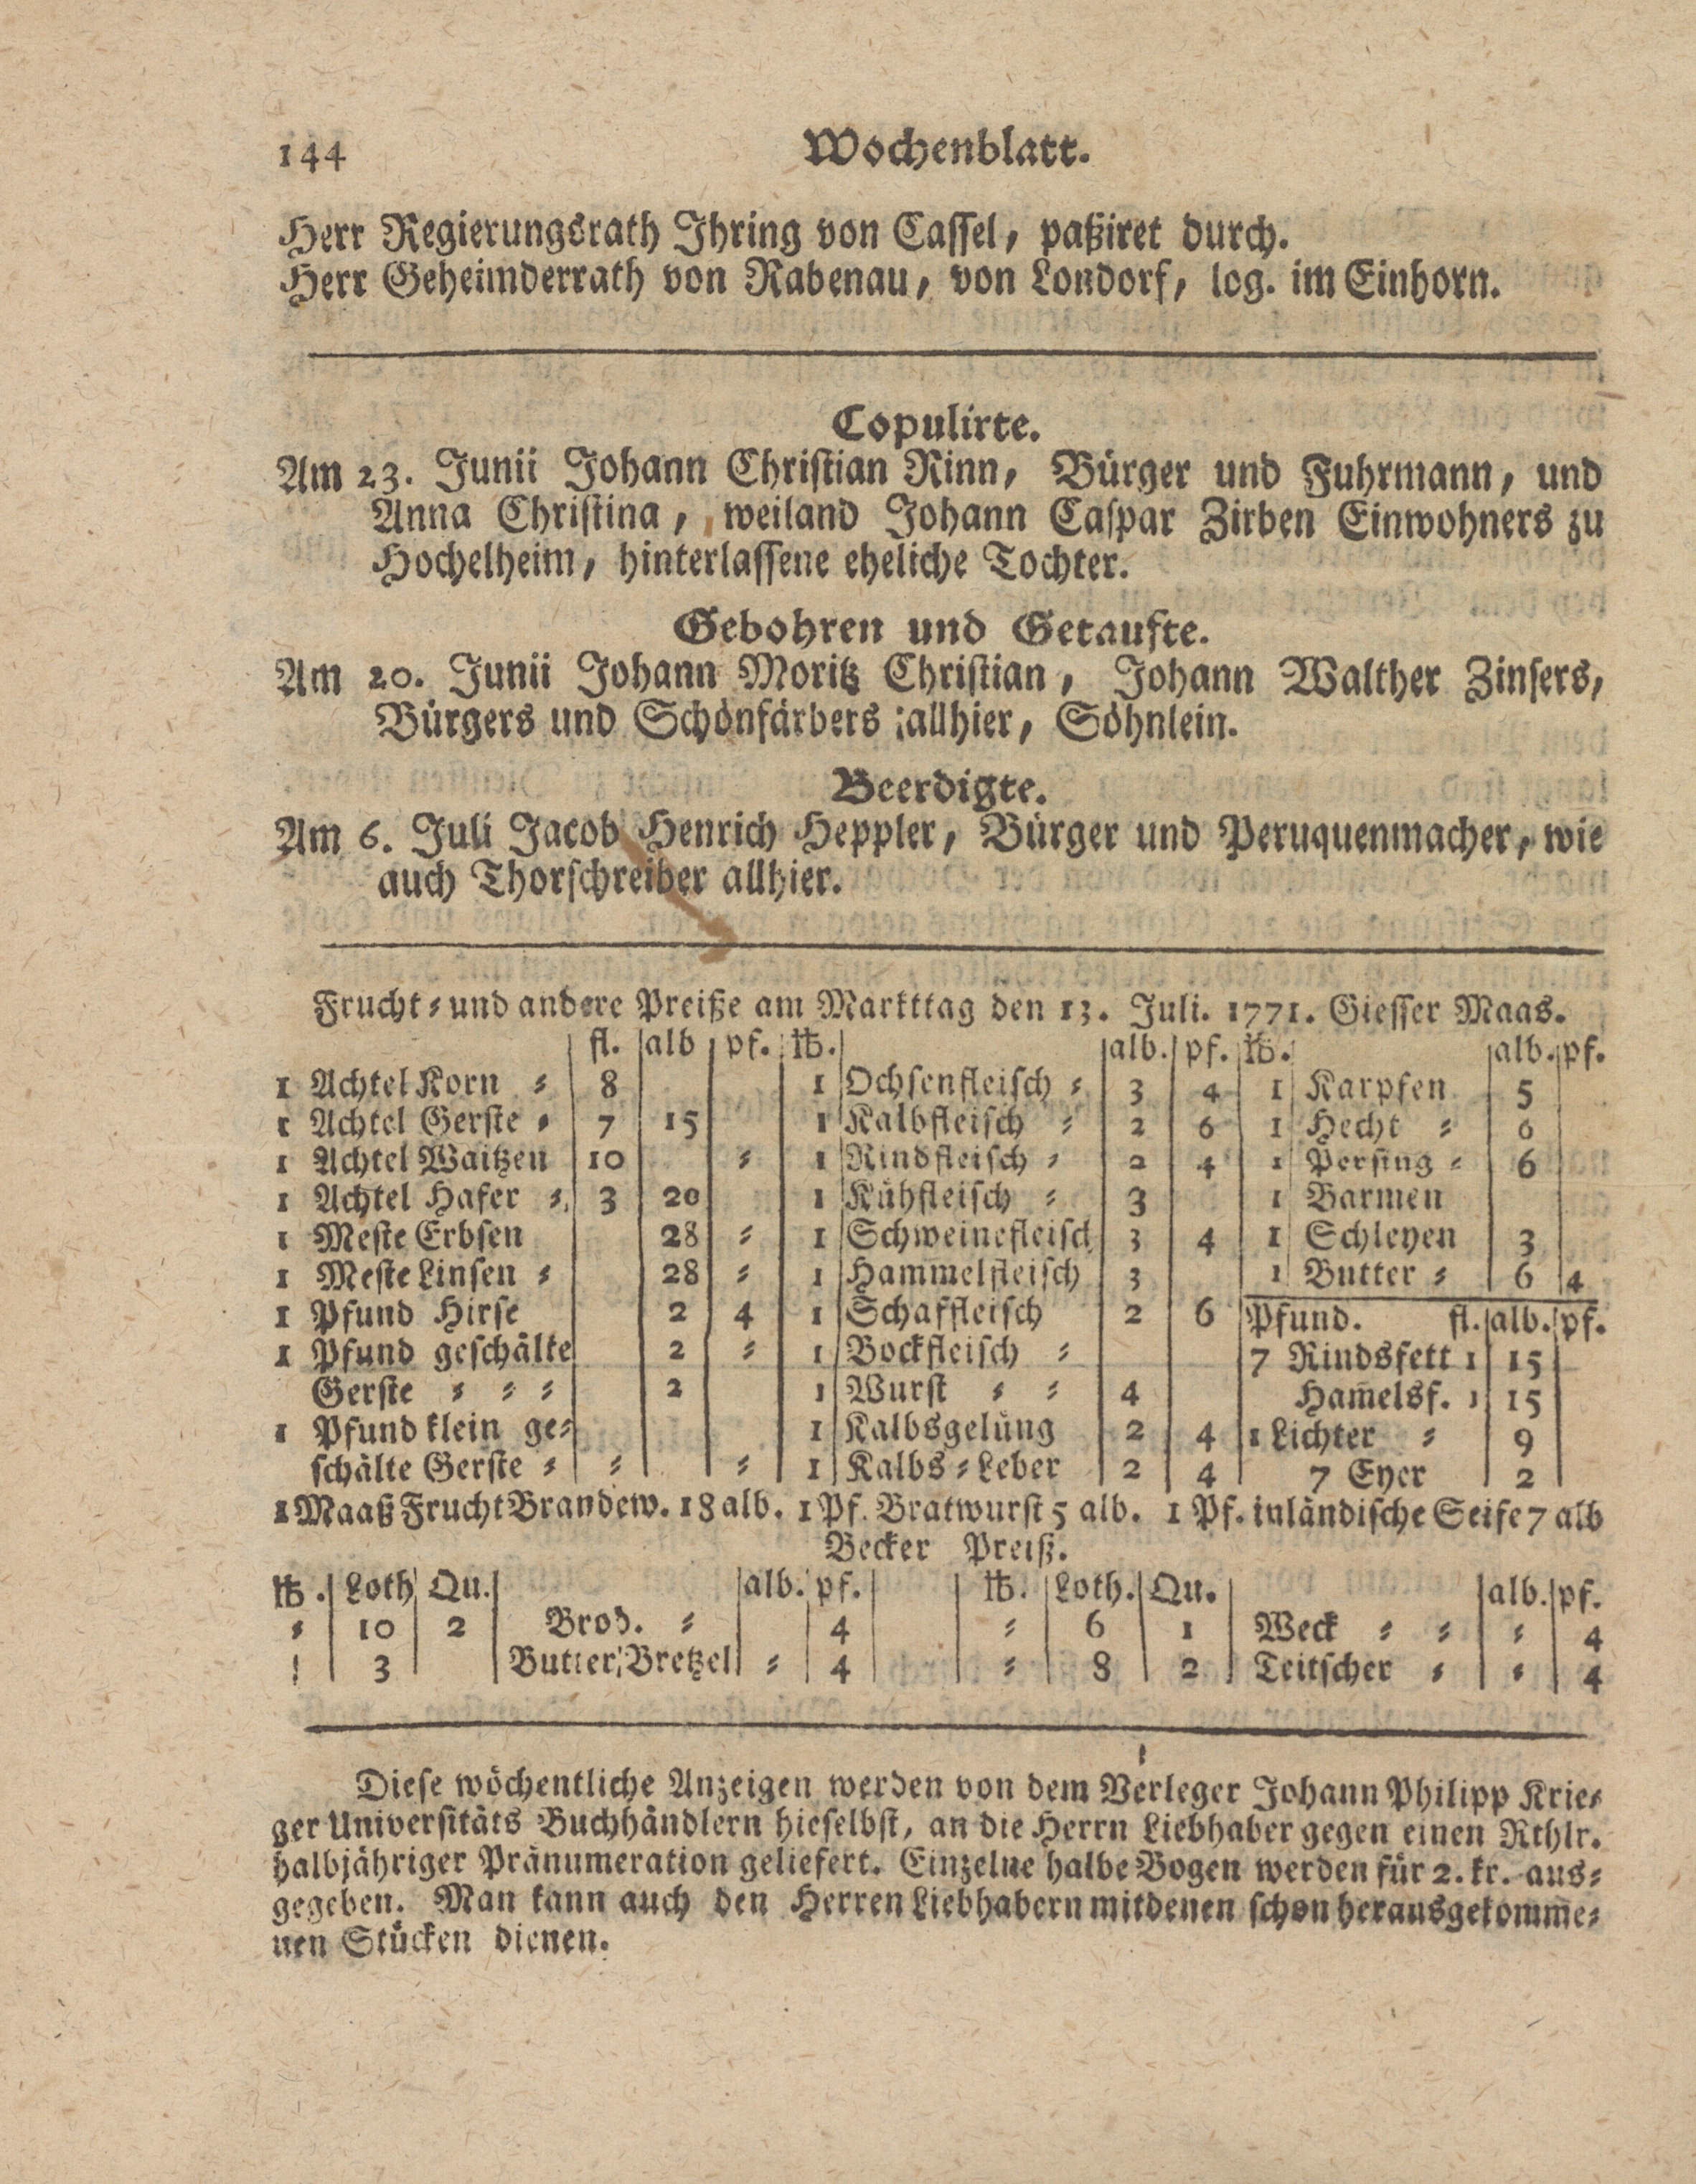 144 Wochenblatt.
Herr Regierungsrath Ihring von Cassel, paßiret durch.
Herr Geheimderrath von Rabenau, von Londorf, log. im Einhorn.
Copulirte.
Am 23. Junii Johann Christian Rinn, Bürger und Fuhrmann, und
Anna Christina, weiland Johann Caspar Zirben Einwohners zu
Hochelheim, hinterlassene eheliche Tochter.
Gebohren und Getaufte.
Am 20. Junii Johann Moritz Christian, Johann Walther Zinsers,
Bürgers und Schönfärbers allhier, Söhnlein.
Beerdigte.
Am 6. Juli Jacob Henrich Heppler, Bürger und Peruquenmacher, wie
auch Thorschreiber allhier.
Frucht⸗ und andere Preiße am Markttag den 13. Juli. 1771. Giesser Maas.
fl. alb pf. ℔. alb. pf. ℔. alb. pf.
1 Achtel Korn ⸗ 8 1 Ochsenfleisch ⸗ 3 4 1 Karpfen 5
1 Achtel Gerste ⸗ 7 15 1 Kalbfleisch ⸗ 2 6 1 Hecht ⸗ 6
1 Achtel Waitzen 10 ⸗ 1 Rindfleisch ⸗ 2 4 1 Persing ⸗ 6
1 Achtel Hafer ⸗ 3 20 1 Kühfleisch ⸗ 3 1 Barmen
1 Meste Erbsen 28 ⸗ 1 Schweinefleisch 3 4 1 Schleyen 3
1 Meste Linsen ⸗ 28 ⸗ 1 Hammelfleisch 3 1 Butter ⸗ 6 4
1 Pfund Hirse 2 4 1 Schaffleisch 2 6 Pfund. fl. alb. pf.
1 Pfund geschälte 2 ⸗ 1 Bockfleisch ⸗ 7 Rindsfett 1 15
Gerste ⸗ ⸗ ⸗ 2 1 Wurst ⸗ ⸗ 4 Ham̄elsf. 1 15
1 Pfund klein ge⸗ 1 Kalbsgelüng 2 4 1 Lichter ⸗ 9
schälte Gerste ⸗ ⸗ ⸗ 1 Kalbs⸗Leber 2 4 7 Eyer 2
1 Maaß Frucht Brandew. 18 alb. 1 Pf. Bratwurst 5 alb. 1 Pf. inländische Seife 7 alb
Becker Preiß.
℔. Loth Qu. alb. pf. ℔. Loth. Qu. alb. pf.
⸗ 10 2 Brod. ⸗ 4 ⸗ 6 1 Weck ⸗ ⸗ ⸗ 4
3 Butter Bretzel ⸗ 4 ⸗ 8 2 Teitscher ⸗ ⸗ 4
Diese wöchentliche Anzeigen werden von dem Verleger Johann Philipp Krie⸗
ger Universitäts Buchhändlern hieselbst, an die Herrn Liebhaber gegen einen Rthlr.
halbjähriger Pränumeration geliefert. Einzelne halbe Bogen werden für 2. kr. aus⸗
gegeben. Man kann auch den Herren Liebhabern mit denen schon herausgekom̄e⸗
nen Stücken dienen.